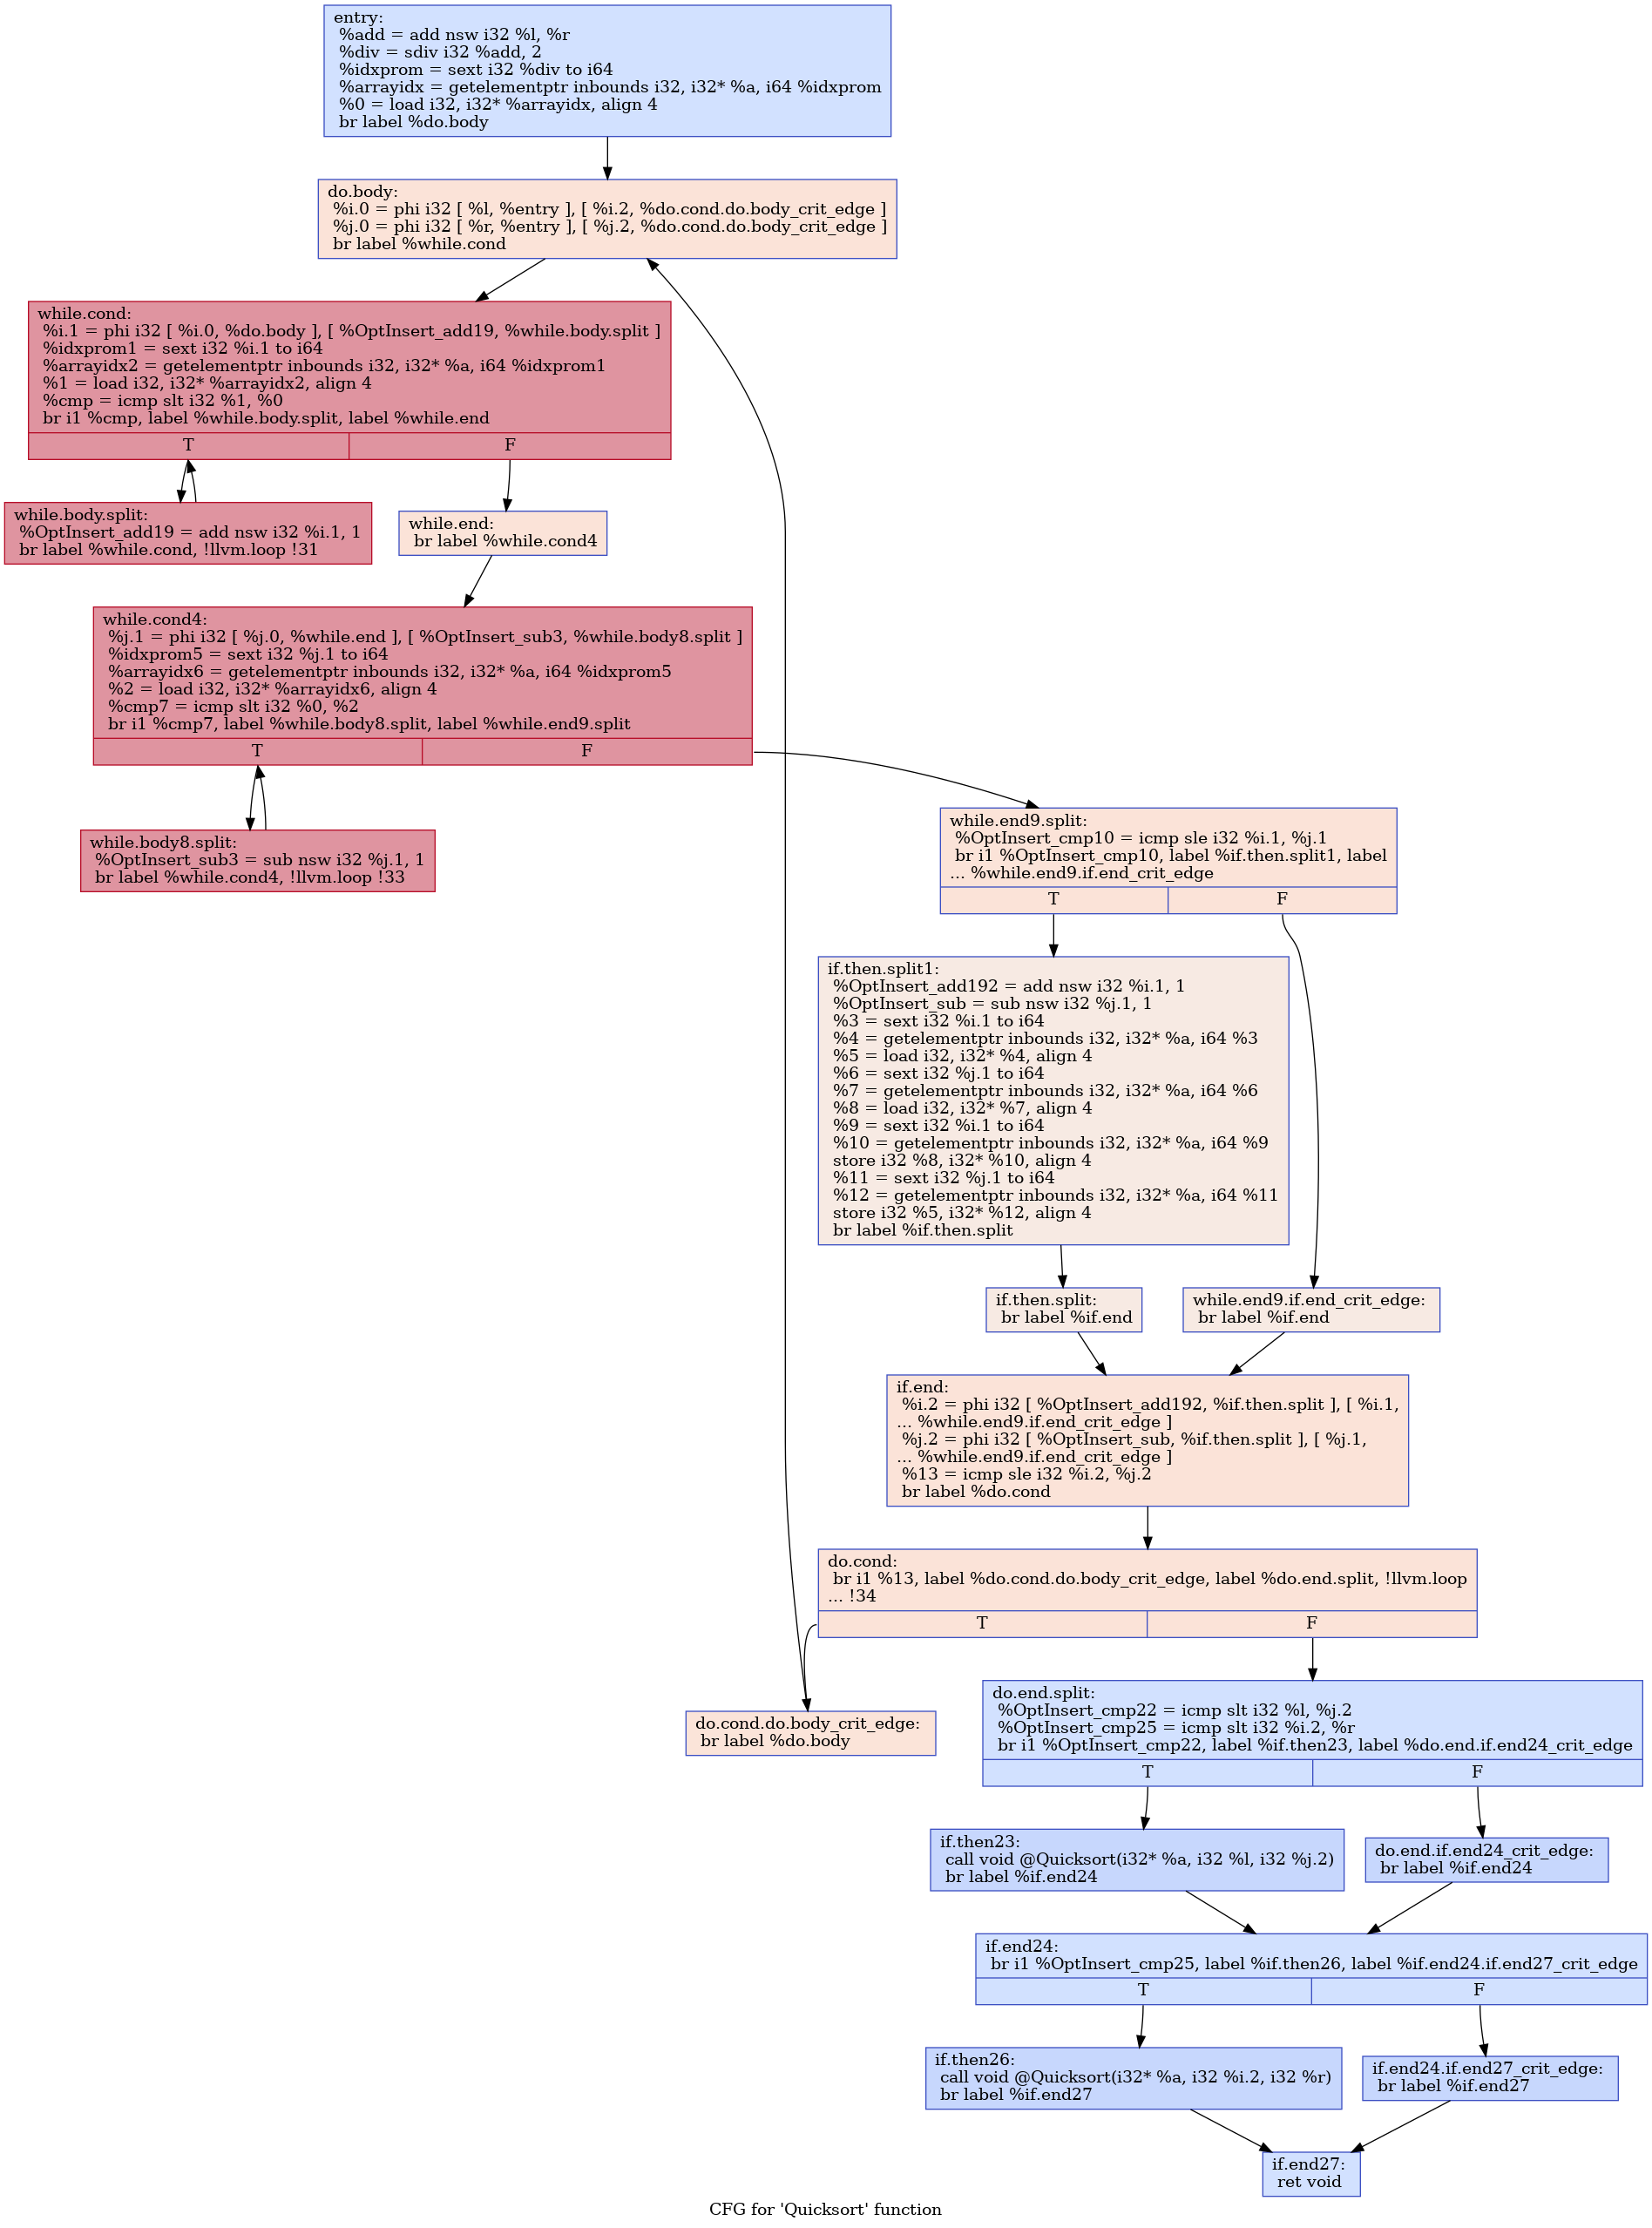 entry:
%add = add nsw i32 %l, %r
%div = sdiv i32 %add, 2
%idxprom = sext i32 %div to i64
%arrayidx = getelementptr inbounds i32, i32* %a, i64 %idxprom
%0 = load i32, i32* %arrayidx, align 4
br label %do.body
do.body:
%i.0 = phi i32 [ %l, %entry ], [ %i.2, %do.cond.do.body_crit_edge ]
%j.0 = phi i32 [ %r, %entry ], [ %j.2, %do.cond.do.body_crit_edge ]
br label %while.cond
while.cond:
%i.1 = phi i32 [ %i.0, %do.body ], [ %OptInsert_add19, %while.body.split ]
%idxprom1 = sext i32 %i.1 to i64
%arrayidx2 = getelementptr inbounds i32, i32* %a, i64 %idxprom1
%1 = load i32, i32* %arrayidx2, align 4
%cmp = icmp slt i32 %1, %0
br i1 %cmp, label %while.body.split, label %while.end
T
F
while.body.split:
%OptInsert_add19 = add nsw i32 %i.1, 1
br label %while.cond, !llvm.loop !31
while.end:
br label %while.cond4
while.cond4:
%j.1 = phi i32 [ %j.0, %while.end ], [ %OptInsert_sub3, %while.body8.split ]
%idxprom5 = sext i32 %j.1 to i64
%arrayidx6 = getelementptr inbounds i32, i32* %a, i64 %idxprom5
%2 = load i32, i32* %arrayidx6, align 4
%cmp7 = icmp slt i32 %0, %2
br i1 %cmp7, label %while.body8.split, label %while.end9.split
T
F
while.body8.split:
%OptInsert_sub3 = sub nsw i32 %j.1, 1
br label %while.cond4, !llvm.loop !33
while.end9.split:
%OptInsert_cmp10 = icmp sle i32 %i.1, %j.1
br i1 %OptInsert_cmp10, label %if.then.split1, label
... %while.end9.if.end_crit_edge
T
F
if.then.split1:
%OptInsert_add192 = add nsw i32 %i.1, 1
%OptInsert_sub = sub nsw i32 %j.1, 1
%3 = sext i32 %i.1 to i64
%4 = getelementptr inbounds i32, i32* %a, i64 %3
%5 = load i32, i32* %4, align 4
%6 = sext i32 %j.1 to i64
%7 = getelementptr inbounds i32, i32* %a, i64 %6
%8 = load i32, i32* %7, align 4
%9 = sext i32 %i.1 to i64
%10 = getelementptr inbounds i32, i32* %a, i64 %9
store i32 %8, i32* %10, align 4
%11 = sext i32 %j.1 to i64
%12 = getelementptr inbounds i32, i32* %a, i64 %11
store i32 %5, i32* %12, align 4
br label %if.then.split
if.then.split:
br label %if.end
while.end9.if.end_crit_edge:
br label %if.end
if.end:
%i.2 = phi i32 [ %OptInsert_add192, %if.then.split ], [ %i.1,
... %while.end9.if.end_crit_edge ]
%j.2 = phi i32 [ %OptInsert_sub, %if.then.split ], [ %j.1,
... %while.end9.if.end_crit_edge ]
%13 = icmp sle i32 %i.2, %j.2
br label %do.cond
do.cond:
br i1 %13, label %do.cond.do.body_crit_edge, label %do.end.split, !llvm.loop
... !34
T
F
do.cond.do.body_crit_edge:
br label %do.body
do.end.split:
%OptInsert_cmp22 = icmp slt i32 %l, %j.2
%OptInsert_cmp25 = icmp slt i32 %i.2, %r
br i1 %OptInsert_cmp22, label %if.then23, label %do.end.if.end24_crit_edge
T
F
if.then23:
call void @Quicksort(i32* %a, i32 %l, i32 %j.2)
br label %if.end24
do.end.if.end24_crit_edge:
br label %if.end24
if.end24:
br i1 %OptInsert_cmp25, label %if.then26, label %if.end24.if.end27_crit_edge
T
F
if.then26:
call void @Quicksort(i32* %a, i32 %i.2, i32 %r)
br label %if.end27
if.end24.if.end27_crit_edge:
br label %if.end27
if.end27:
ret void
CFG for 'Quicksort' function